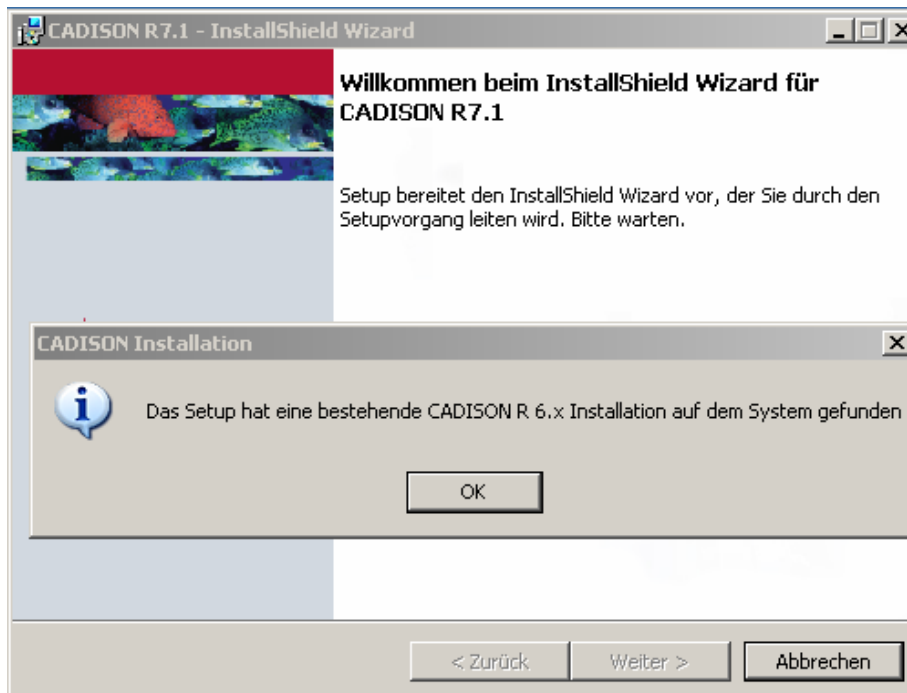 CADISON R7.1 - InstallShield Wizard
Willkommen beim InstallShield Wizard für
CADISON R7.1
Setup bereitet den InstallShield Wizard vor, der Sie durch den
Setupvorgang leiten wird. Bitte warten.
CADISON Installation
Das Setup hat eine bestehende CADISON R 6.x Installation auf dem System gefunden
OK
< Zurück
Weiter >
Abbrechen